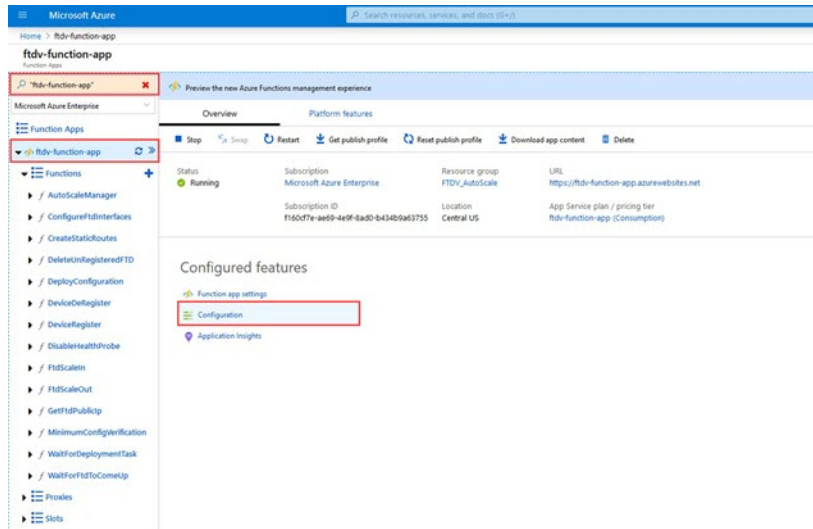 Microsoft Azure
Search resources, services, and docs (G+/)
Home > ftdv-function-app
ftdv-function-app
Function Apps
"ftdv-function-app"
Microsoft Azure Enterprise
Function Apps
ftdv-function-app
Functions
AutoScaleManager
ConfigureFtdInterfaces
CreateStaticRoutes
DeleteUnRegisteredFTD
DeployConfiguration
DeviceDeRegister
DeviceRegister
DisableHealthProbe
FtdScaleIn
FtdScaleOut
GetFtdPublicIp
MinimumConfigVerification
WaitForDeploymentTask
WaitForFtdToComeUp
Proxies
Slots
Preview the new Azure Functions management experience
Overview Platform features
Stop Swap Restart Get publish profile Reset publish profile Download app content Delete
Status Subscription Resource group URL
Running Microsoft Azure Enterprise FTDV_AutoScale https://ftdv-function-app.azurewebsites.net
Subscription ID Location App Service plan / pricing tier
f160cf7e-ae69-4e9f-8ad0-b434b9a63755 Central US ftdv-function-app (Consumption)
Configured features
Function app settings
Configuration
Application Insights